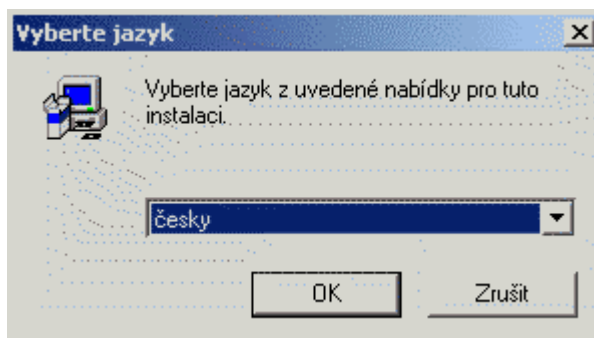 Vyberte jazyk
Vyberte jazyk z uvedené nabídky pro tuto
instalaci.
česky
OK
Zrušit